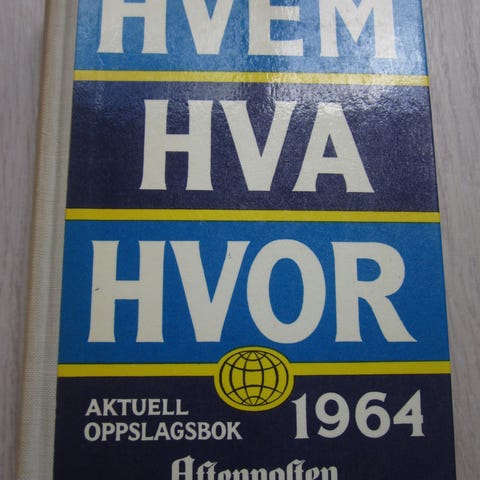 HVEM
HVA
HVOR
AKTUELL
OPPSLAGSBOK
1964
Aftenposten